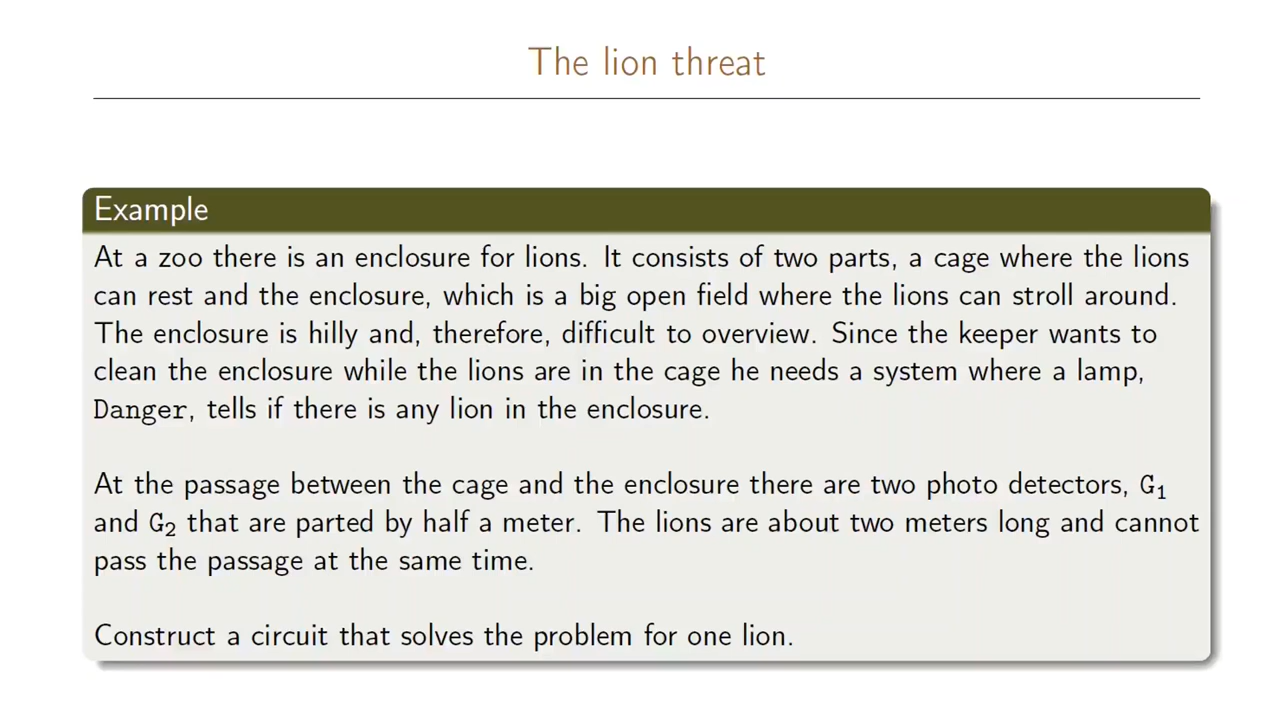 The lion threat
Example
At a zoo there is an enclosure for lions. It consists of two parts, a cage where the lions
can rest and the enclosure, which is a big open field where the lions can stroll around.
The enclosure is hilly and, therefore, difficult to overview. Since the keeper wants to
clean the enclosure while the lions are in the cage he needs a system where a lamp,
Danger, tells if there is any lion in the enclosure.
At the passage between the cage and the enclosure there are two photo detectors, G₁
and G₂ that are parted by half a meter. The lions are about two meters long and cannot
pass the passage at the same time.
Construct a circuit that solves the problem for one lion.